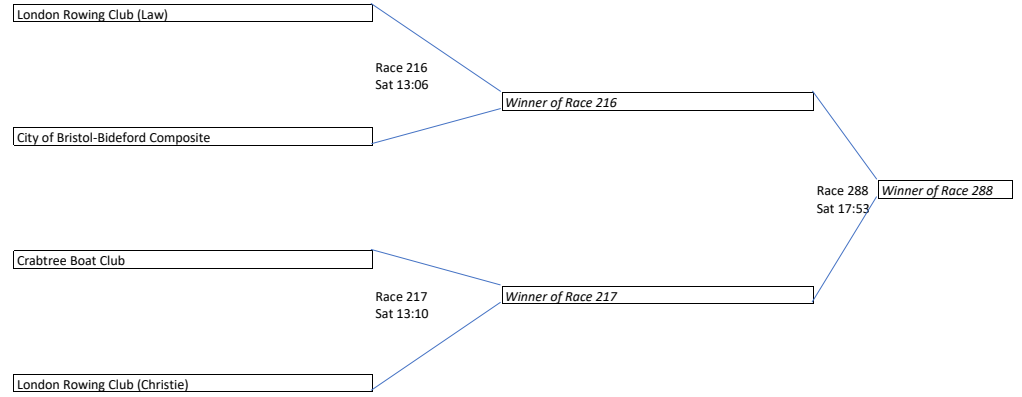 London Rowing Club (Law)
Race 216
Sat 13:06
Winner of Race 216
City of Bristol-Bideford Composite
Race 288
Sat 17:53
Winner of Race 288
Crabtree Boat Club
Race 217
Sat 13:10
Winner of Race 217
London Rowing Club (Christie)